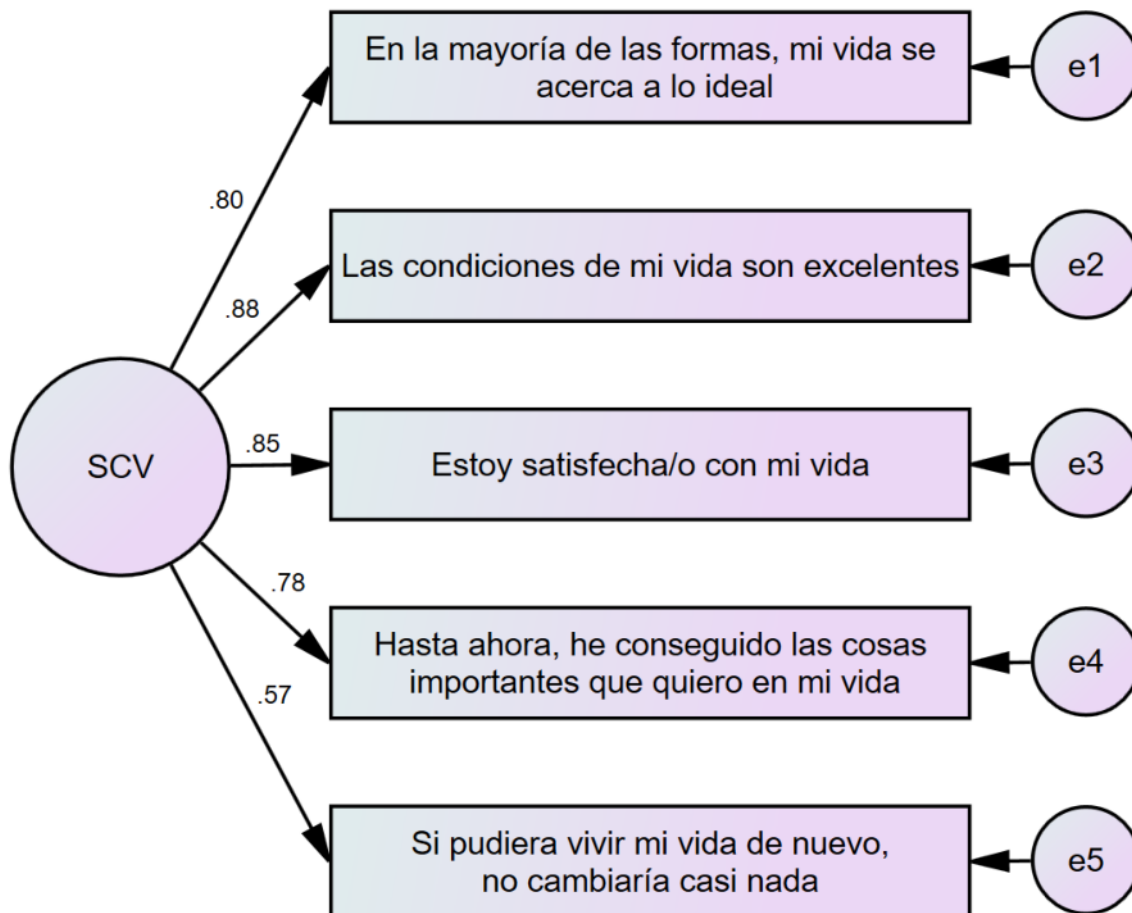 En la mayoría de las formas, mi vida se
acerca a lo ideal
e1
.80
Las condiciones de mi vida son excelentes
e2
.88
SCV
.85
Estoy satisfecha/o con mi vida
e3
.78
Hasta ahora, he conseguido las cosas
importantes que quiero en mi vida
e4
.57
Si pudiera vivir mi vida de nuevo,
no cambiaría casi nada
e5